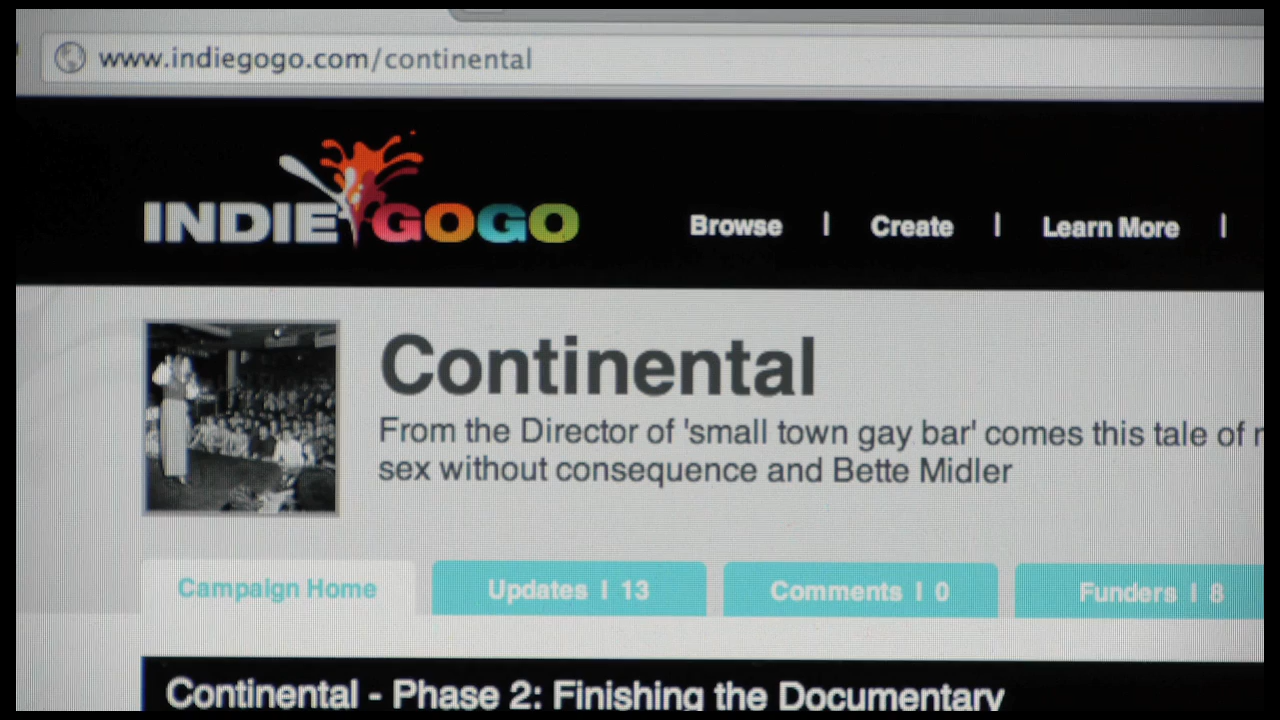 www.indiegogo.com/continental
INDIEGOGO
Browse | Create | Learn More |
Continental
From the Director of 'small town gay bar' comes this tale of
sex without consequence and Bette Midler
Campaign Home
Updates | 13
Comments | 0
Funders | 8
Continental - Phase 2: Finishing the Documentary